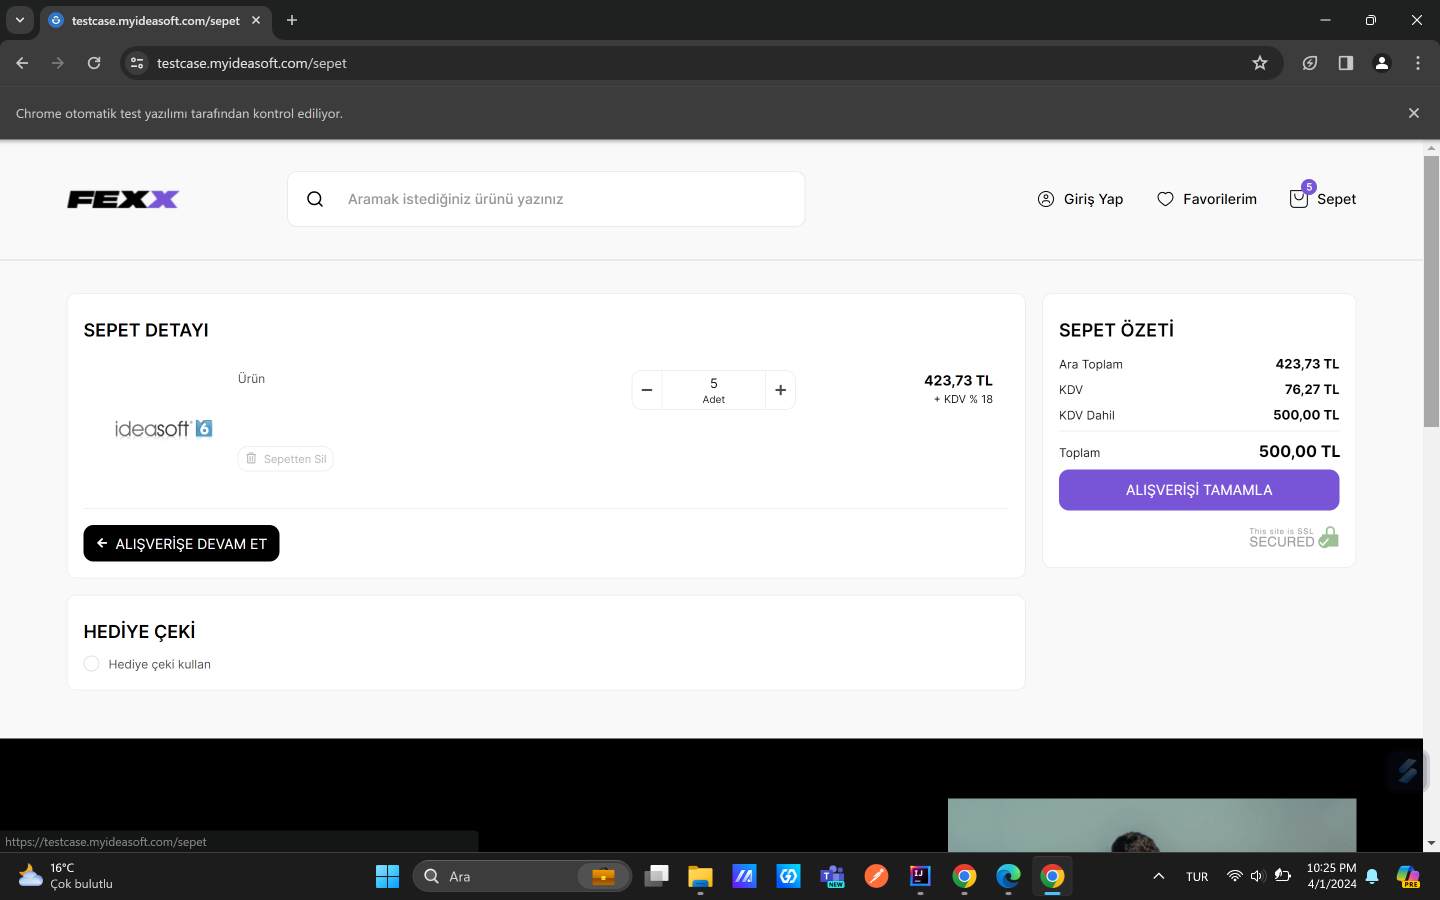 testcase.myideasoft.com/sepet
testcase.myideasoft.com/sepet
Chrome otomatik test yazılımı tarafından kontrol ediliyor.
FEXX
Aramak istediğiniz ürünü yazınız
Giriş Yap
Favorilerim
5
Sepet
SEPET DETAYI
Ürün
5
Adet
423,73 TL
+ KDV % 18
ideasoft 6
Sepetten Sil
ALIŞVERİŞE DEVAM ET
SEPET ÖZETİ
Ara Toplam 423,73 TL
KDV 76,27 TL
KDV Dahil 500,00 TL
Toplam 500,00 TL
ALIŞVERİŞİ TAMAMLA
This site is SSL
SECURED
HEDİYE ÇEKİ
Hediye çeki kullan
https://testcase.myideasoft.com/sepet
16°C
Çok bulutlu
Ara
NEW
TUR
10:25 PM
4/1/2024
PRE